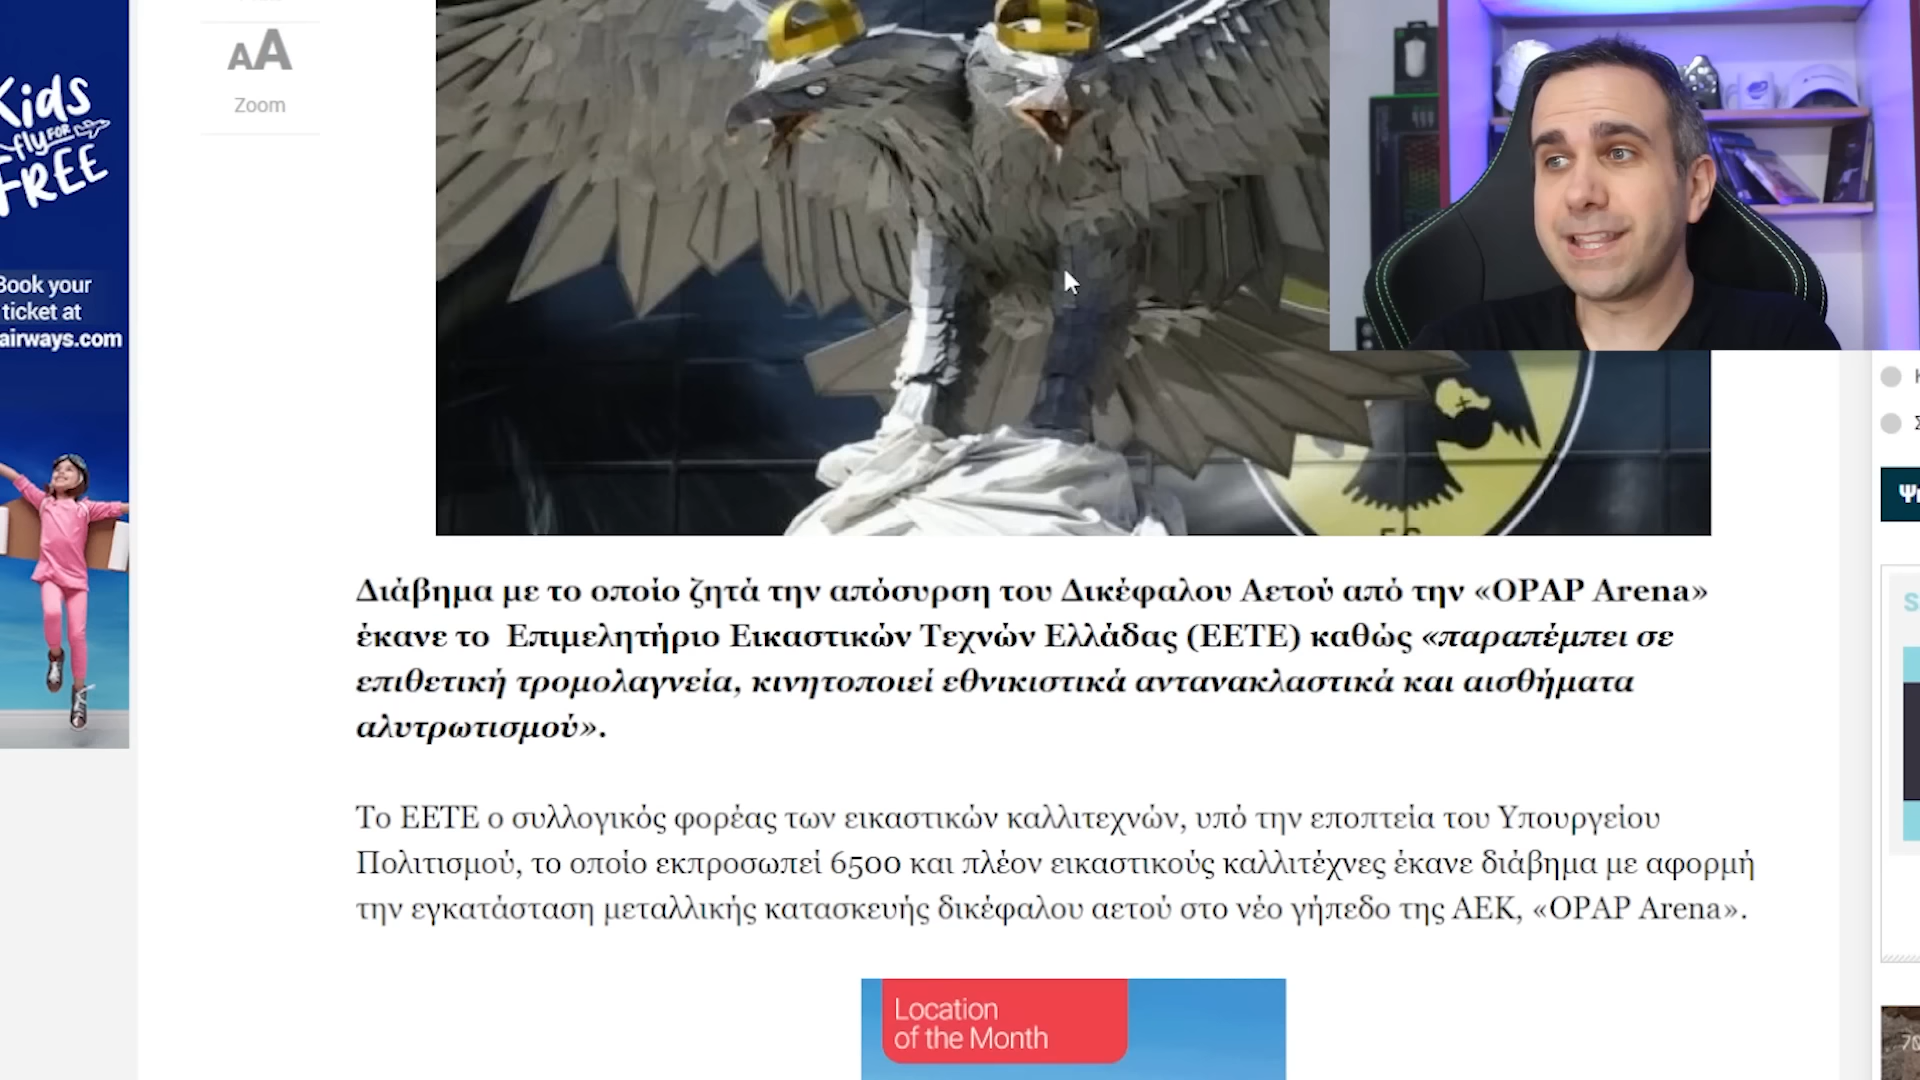 Kids
fly FOR
FREE
Book your
ticket at
airways.com
AA
Zoom
Διάβημα με το οποίο ζητά την απόσυρση του Δικέφαλου Αετού από την «OPAP Arena»
έκανε το Επιμελητήριο Εικαστικών Τεχνών Ελλάδας (ΕΕΤΕ) καθώς «παραπέμπει σε
επιθετική τρομολαγνεία, κινητοποιεί εθνικιστικά αντανακλαστικά και αισθήματα
αλυτρωτισμού».
Το ΕΕΤΕ ο συλλογικός φορέας των εικαστικών καλλιτεχνών, υπό την εποπτεία του Υπουργείου
Πολιτισμού, το οποίο εκπροσωπεί 6500 και πλέον εικαστικούς καλλιτέχνες έκανε διάβημα με αφορμή
την εγκατάσταση μεταλλικής κατασκευής δικέφαλου αετού στο νέο γήπεδο της ΑΕΚ, «OPAP Arena».
Location
of the Month